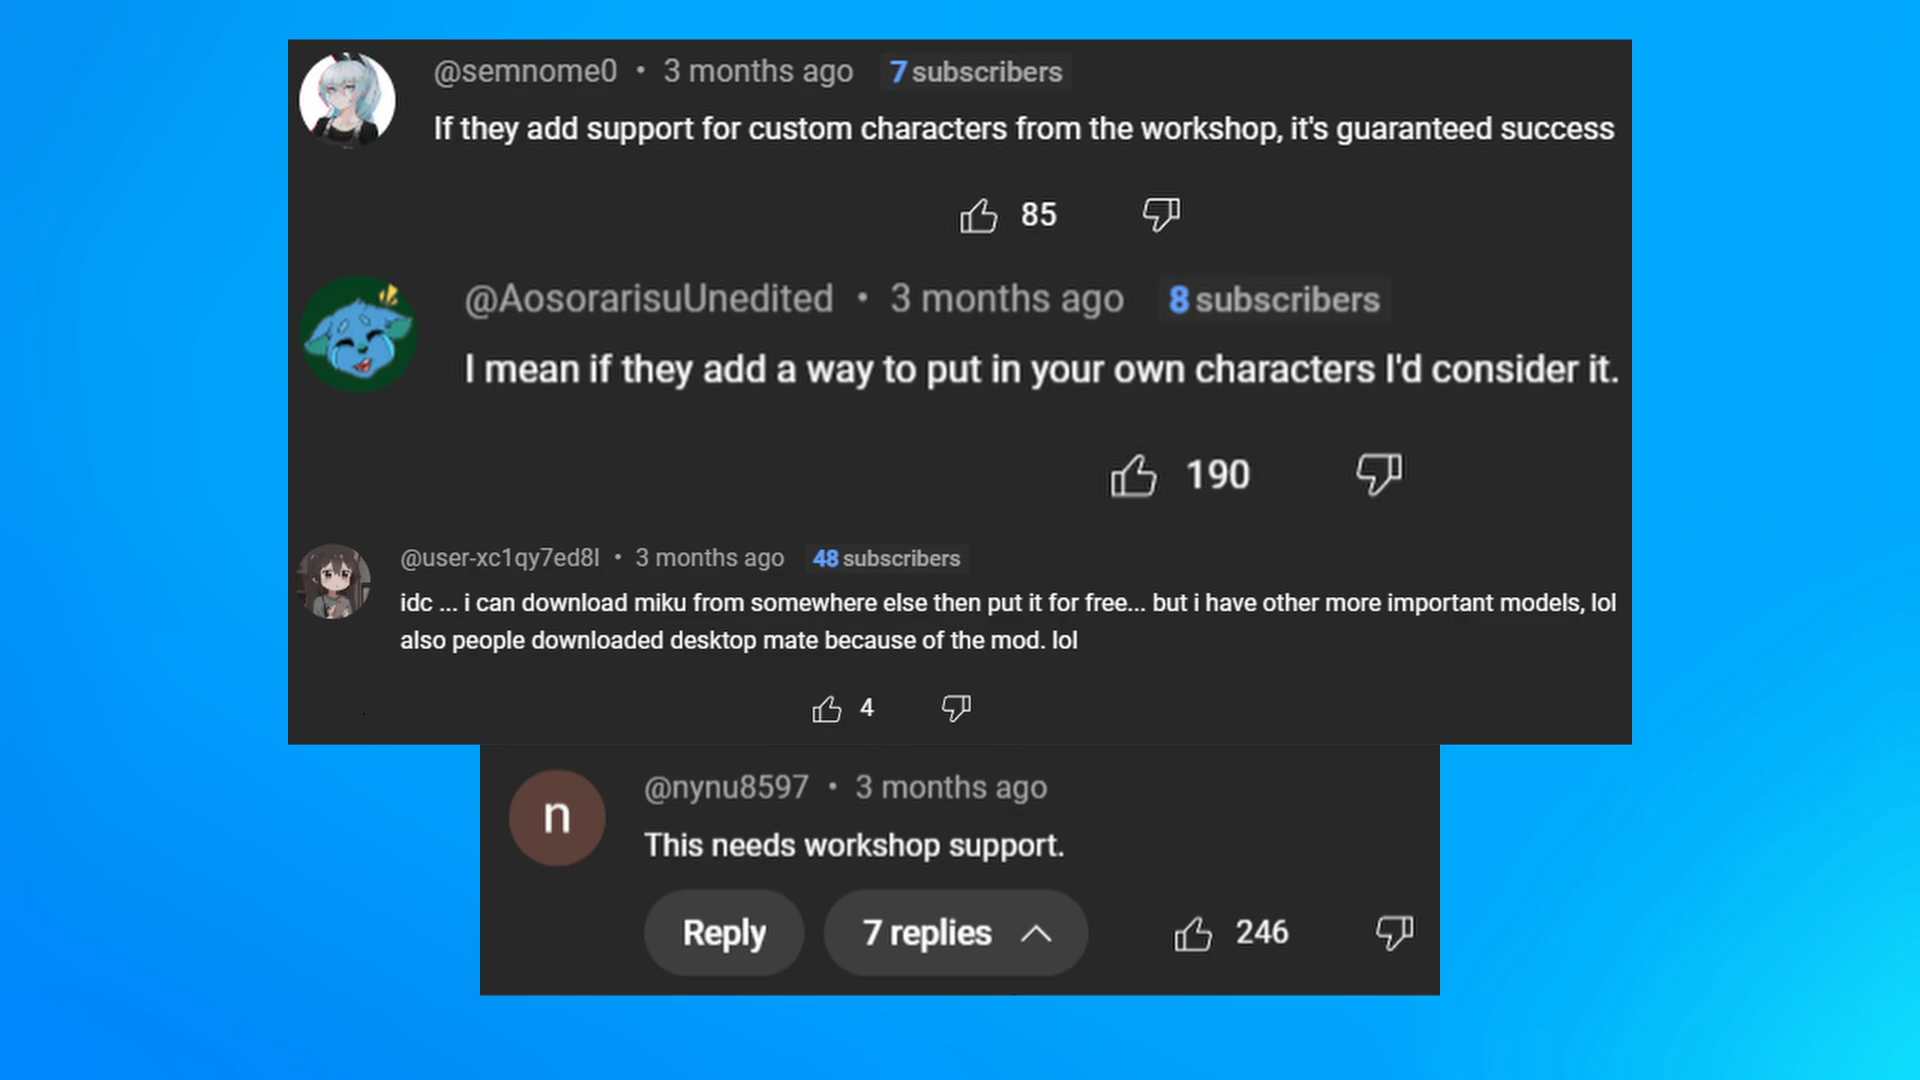 @semnome0 • 3 months ago 7 subscribers
If they add support for custom characters from the workshop, it's guaranteed success
85
@AosorarisuUnedited • 3 months ago 8 subscribers
I mean if they add a way to put in your own characters I'd consider it.
190
@user-xc1qy7ed8l • 3 months ago 48 subscribers
idc ... i can download miku from somewhere else then put it for free... but i have other more important models, lol
also people downloaded desktop mate because of the mod. lol
4
n
@nynu8597 • 3 months ago
This needs workshop support.
Reply 7 replies 246